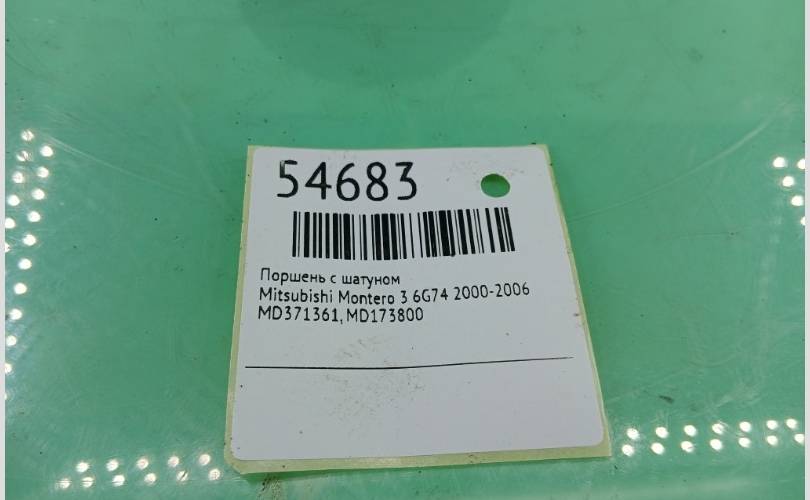 54683
Поршень с шатуном
Mitsubishi Montero 3 6G74 2000-2006
MD371361, MD173800